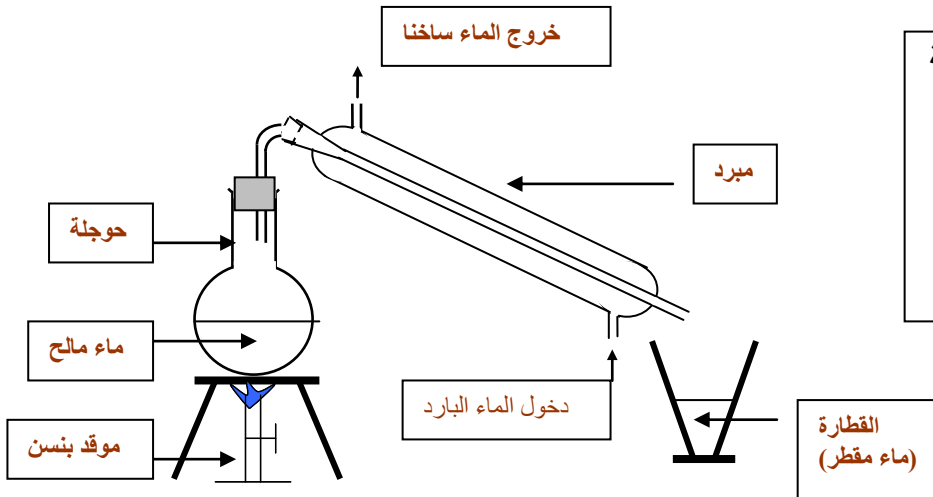 خروج الماء ساخنا
مبرد
حوجلة
ماء مالح
دخول الماء البارد
موقد بنسن
القطارة
(ماء مقطر)